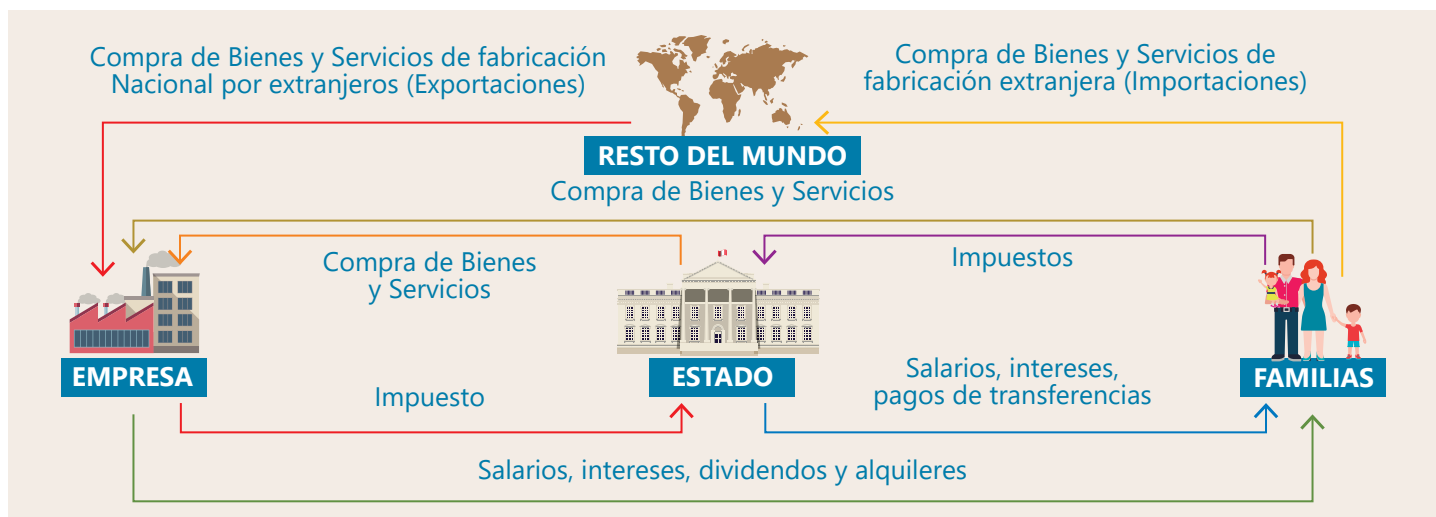 Compra de Bienes y Servicios de fabricación
Nacional por extranjeros (Exportaciones)
Compra de Bienes y Servicios de
fabricación extranjera (Importaciones)
RESTO DEL MUNDO
Compra de Bienes y Servicios
Compra de Bienes
y Servicios
Impuestos
EMPRESA
ESTADO
FAMILIAS
Impuesto
Salarios, intereses,
pagos de transferencias
Salarios, intereses, dividendos y alquileres